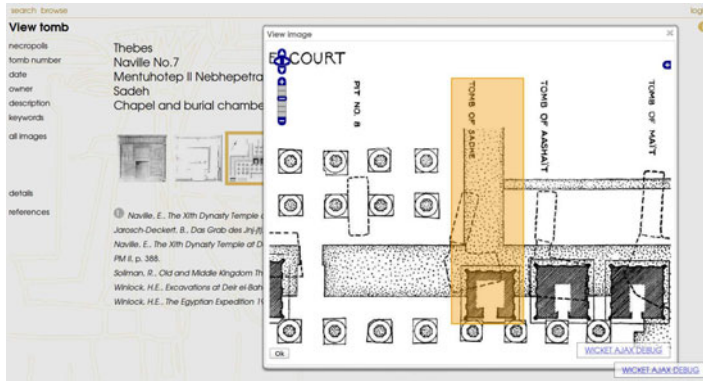 search browse
logi
View tomb
necropolis Thebes
tomb number Naville No.7
date Mentuhotep II Nebhepetra
owner Sadeh
description Chapel and burial chambe
keywords
all images
details
references
Naville, E., The XIth Dynasty Temple
Jarosch-Deckert, B., Das Grab des Jnj-jtj
Naville, E., The XIth Dynasty Temple at D
PM II, p. 388.
Soliman, R., Old and Middle Kingdom Th
Winlock, H.E., Excavations at Deir el-Bah
Winlock, H.E., The Egyptian Expedition 19
View image
COURT
PIT NO. 8
TOMB OF SADHE
TOMB OF AASHAIT
TOMB OF MAIT
Ok
WICKET AJAX DEBUG
WICKET AJAX DEBUG